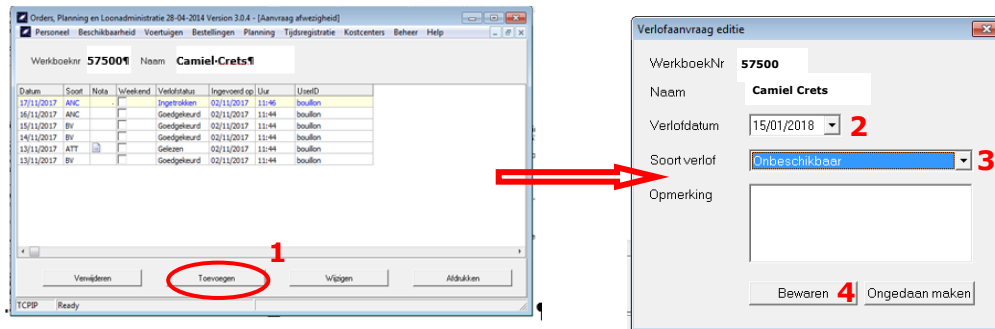 Orders, Planning en Loonadministratie 28-04-2014 Version 3.0.4 - [Aanvraag afwezigheid]
Personeel Beschikbaarheid Voertuigen Bestellingen Planning Tijdsregistratie Kostcenters Beheer Help
Werkboeknr 57500¶ Naam Camiel·Crets¶
Datum Soort Nota Weekend Verlofstatus Ingevoerd op Uur UserID
17/11/2017 ANC Ingetrokken 02/11/2017 11:46 bouillon
16/11/2017 ANC Goedgekeurd 02/11/2017 11:44 bouillon
15/11/2017 BV Goedgekeurd 02/11/2017 11:44 bouillon
14/11/2017 BV Goedgekeurd 02/11/2017 11:44 bouillon
13/11/2017 ATT Gelezen 02/11/2017 11:44 bouillon
13/11/2017 BV Goedgekeurd 02/11/2017 11:44 bouillon
1
Verwijderen Toevoegen Wijzigen Afdrukken
TCPIP Ready
¶
Verlofaanvraag editie
WerkboekNr 57500
Naam Camiel Crets
Verlofdatum 15/01/2018 2
Soort verlof Onbeschikbaar 3
Opmerking
Bewaren 4 Ongedaan maken